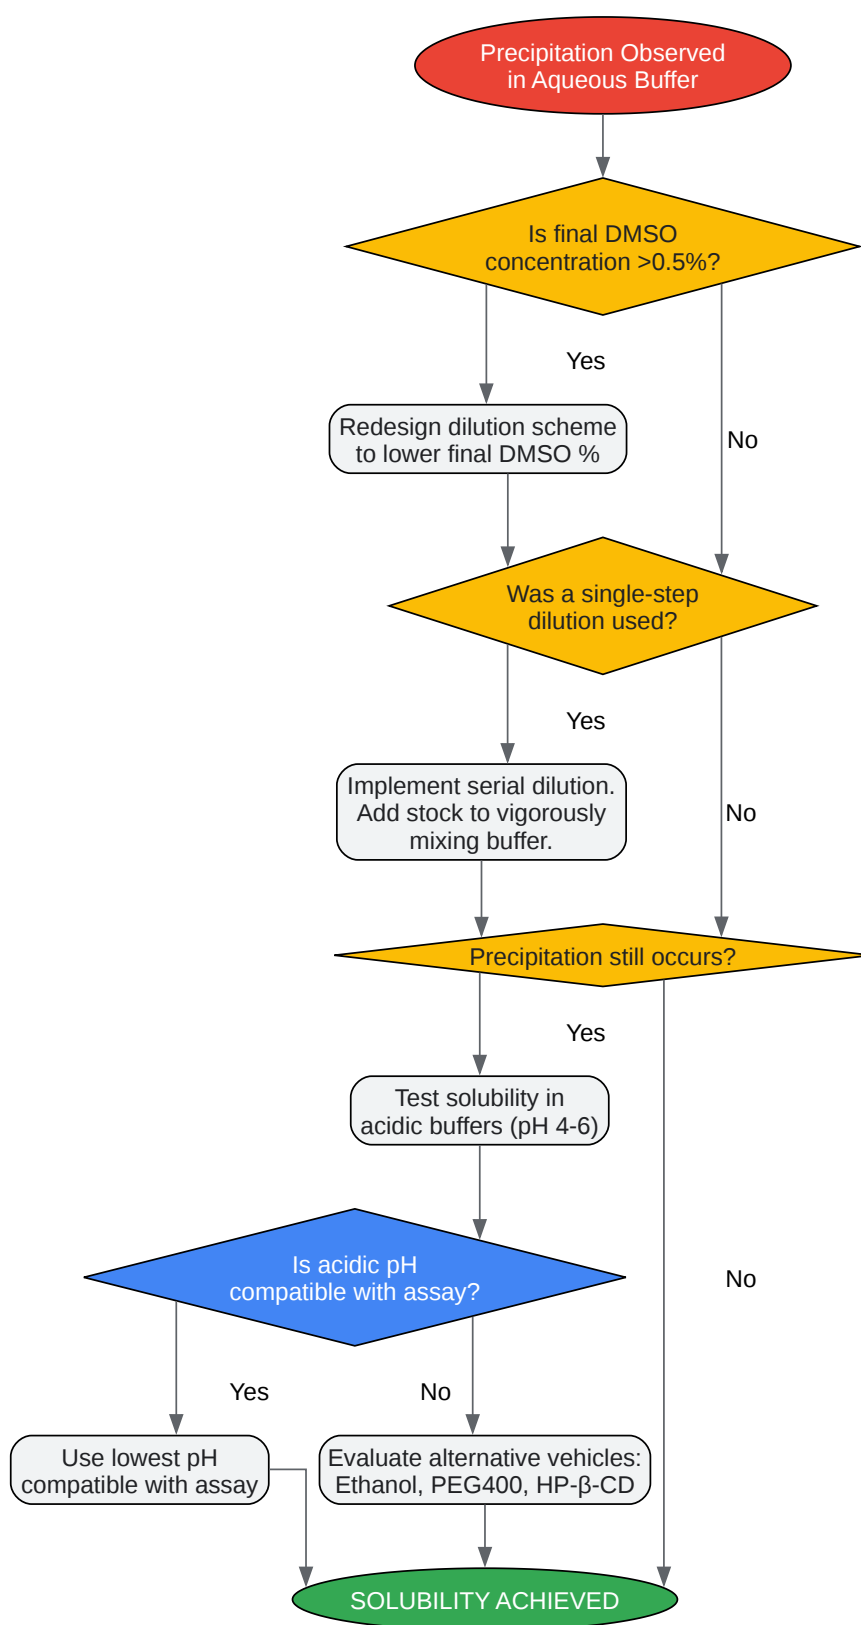 Precipitation Observed
in Aqueous Buffer
Is final DMSO
concentration >0.5%?
Yes
Redesign dilution scheme
to lower final DMSO %
No
Was a single-step
dilution used?
Yes
Implement serial dilution.
Add stock to vigorously
mixing buffer.
No
Precipitation still occurs?
Yes
Test solubility in
acidic buffers (pH 4-6)
Is acidic pH
compatible with assay?
No
Yes
No
Use lowest pH
compatible with assay
Evaluate alternative vehicles:
Ethanol, PEG400, HP-β-CD
SOLUBILITY ACHIEVED